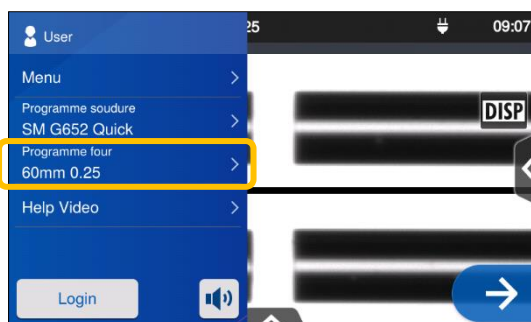 User
25
09:07
Menu
Programme soudure
SM G652 Quick
DISP
Programme four
60mm 0.25
Help Video
Login